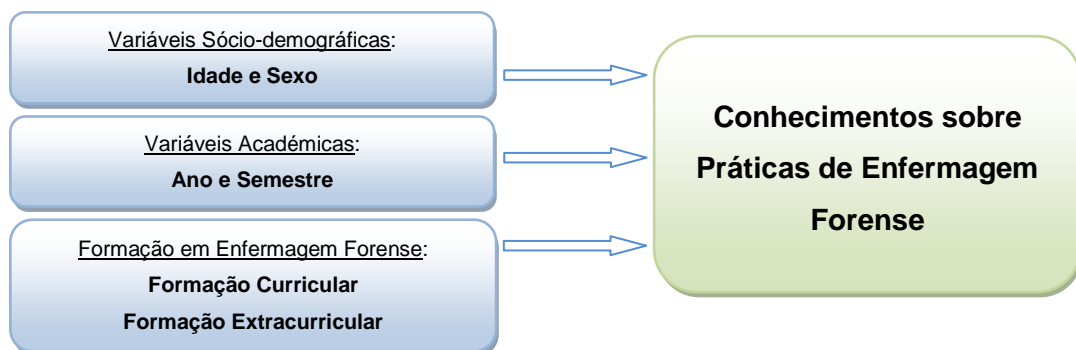 Variáveis Sócio-demográficas:
Idade e Sexo
Variáveis Académicas:
Ano e Semestre
Formação em Enfermagem Forense:
Formação Curricular
Formação Extracurricular
Conhecimentos sobre
Práticas de Enfermagem
Forense